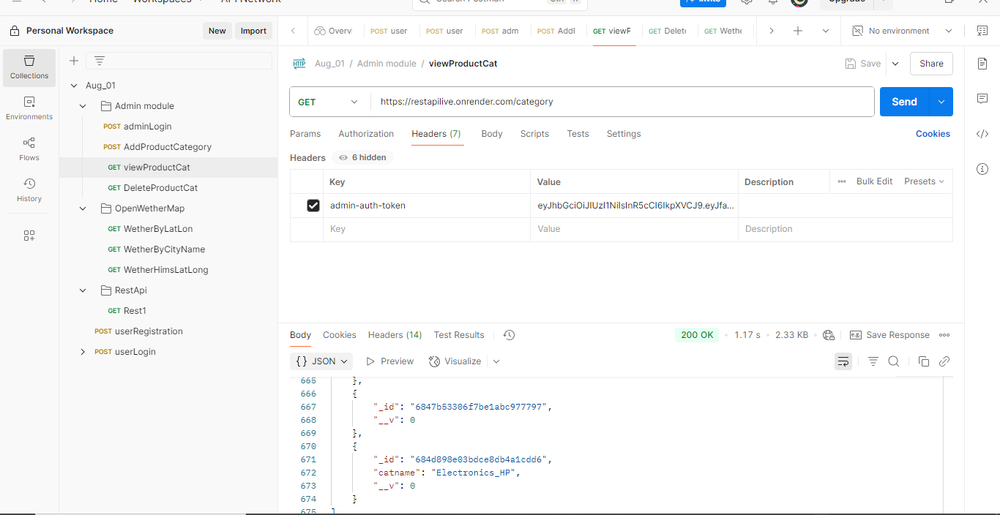 Home Workspaces API Network Search Postman Ctrl K Invite Upgrade
Personal Workspace New Import
Overvi POST user POST user POST adm POST AddI GET viewF GET Delete GET Wethe No environment
Collections
Environments
Flows
History
Aug_01
Admin module
POST adminLogin
POST AddProductCategory
GET viewProductCat
GET DeleteProductCat
OpenWetherMap
GET WetherByLatLon
GET WetherByCityName
GET WetherHimsLatLong
RestApi
GET Rest1
POST userRegistration
POST userLogin
HTTP Aug_01 / Admin module / viewProductCat Save Share
GET https://restapilive.onrender.com/category Send
Params Authorization Headers (7) Body Scripts Tests Settings Cookies
Headers 6 hidden
Key Value Description Bulk Edit Presets
admin-auth-token eyJhbGciOiJIUzI1NiIsInR5cCI6IkpXVCJ9.eyJfa...
Key Value Description
Body Cookies Headers (14) Test Results 200 OK 1.17 s 2.33 KB e.g. Save Response
{} JSON Preview Visualize
665 },
666 {
667 "_id": "6847b53306f7be1abc977797",
668 "__v": 0
669 },
670 {
671 "_id": "684d898e03bdce8db4a1cdd6",
672 "catname": "Electronics_HP",
673 "__v": 0
674 }
675 ]